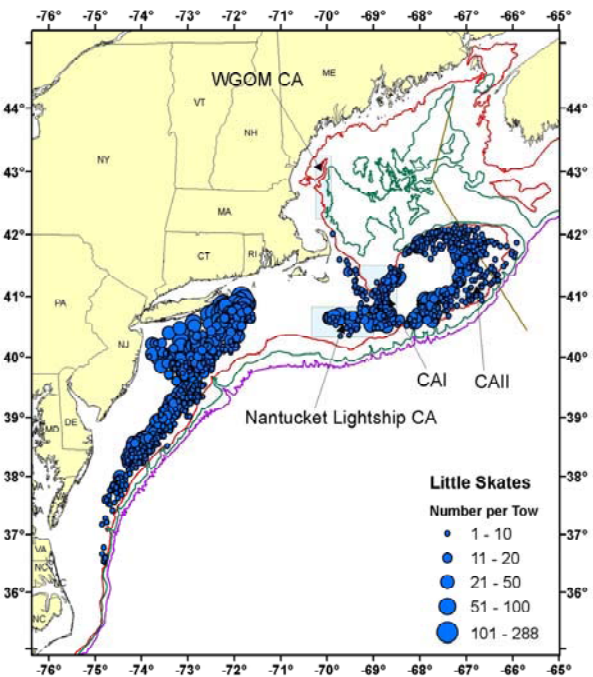 -76° -75° -74° -73° -72° -71° -70° -69° -68° -67° -66° -65°
WGOM CA
ME
VT
44°
44°
NH
NY
43°
43°
MA
42°
42°
CT
RI
PA
41°
41°
NJ
40°
40°
CAI
CAII
Nantucket Lightship CA
39°
39°
MD
DE
38°
38°
Little Skates
Number per Tow
1 - 10
37°
37°
VA
11 - 20
NC
NC
21 - 50
36°
36°
NC
51 - 100
101 - 288
-76° -75° -74° -73° -72° -71° -70° -69° -68° -67° -66° -65°